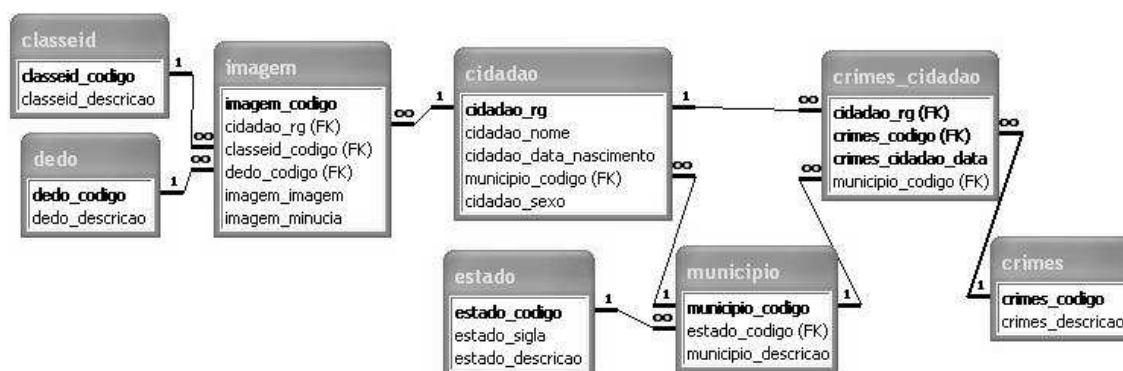 classeid
classeid_codigo
classeid_descricao
dedo
dedo_codigo
dedo_descricao
imagem
imagem_codigo
cidadao_rg (FK)
classeid_codigo (FK)
dedo_codigo (FK)
imagem_imagem
imagem_minucia
cidadao
cidadao_rg
cidadao_nome
cidadao_data_nascimento
municipio_codigo (FK)
cidadao_sexo
crimes_cidadao
cidadao_rg (FK)
crimes_codigo (FK)
crimes_cidadao_data
municipio_codigo (FK)
estado
estado_codigo
estado_sigla
estado_descricao
municipio
municipio_codigo
estado_codigo (FK)
municipio_descricao
crimes
crimes_codigo
crimes_descricao
1
∞
1
∞
∞
1
1
∞
∞
1
∞
1
1
∞
∞
1